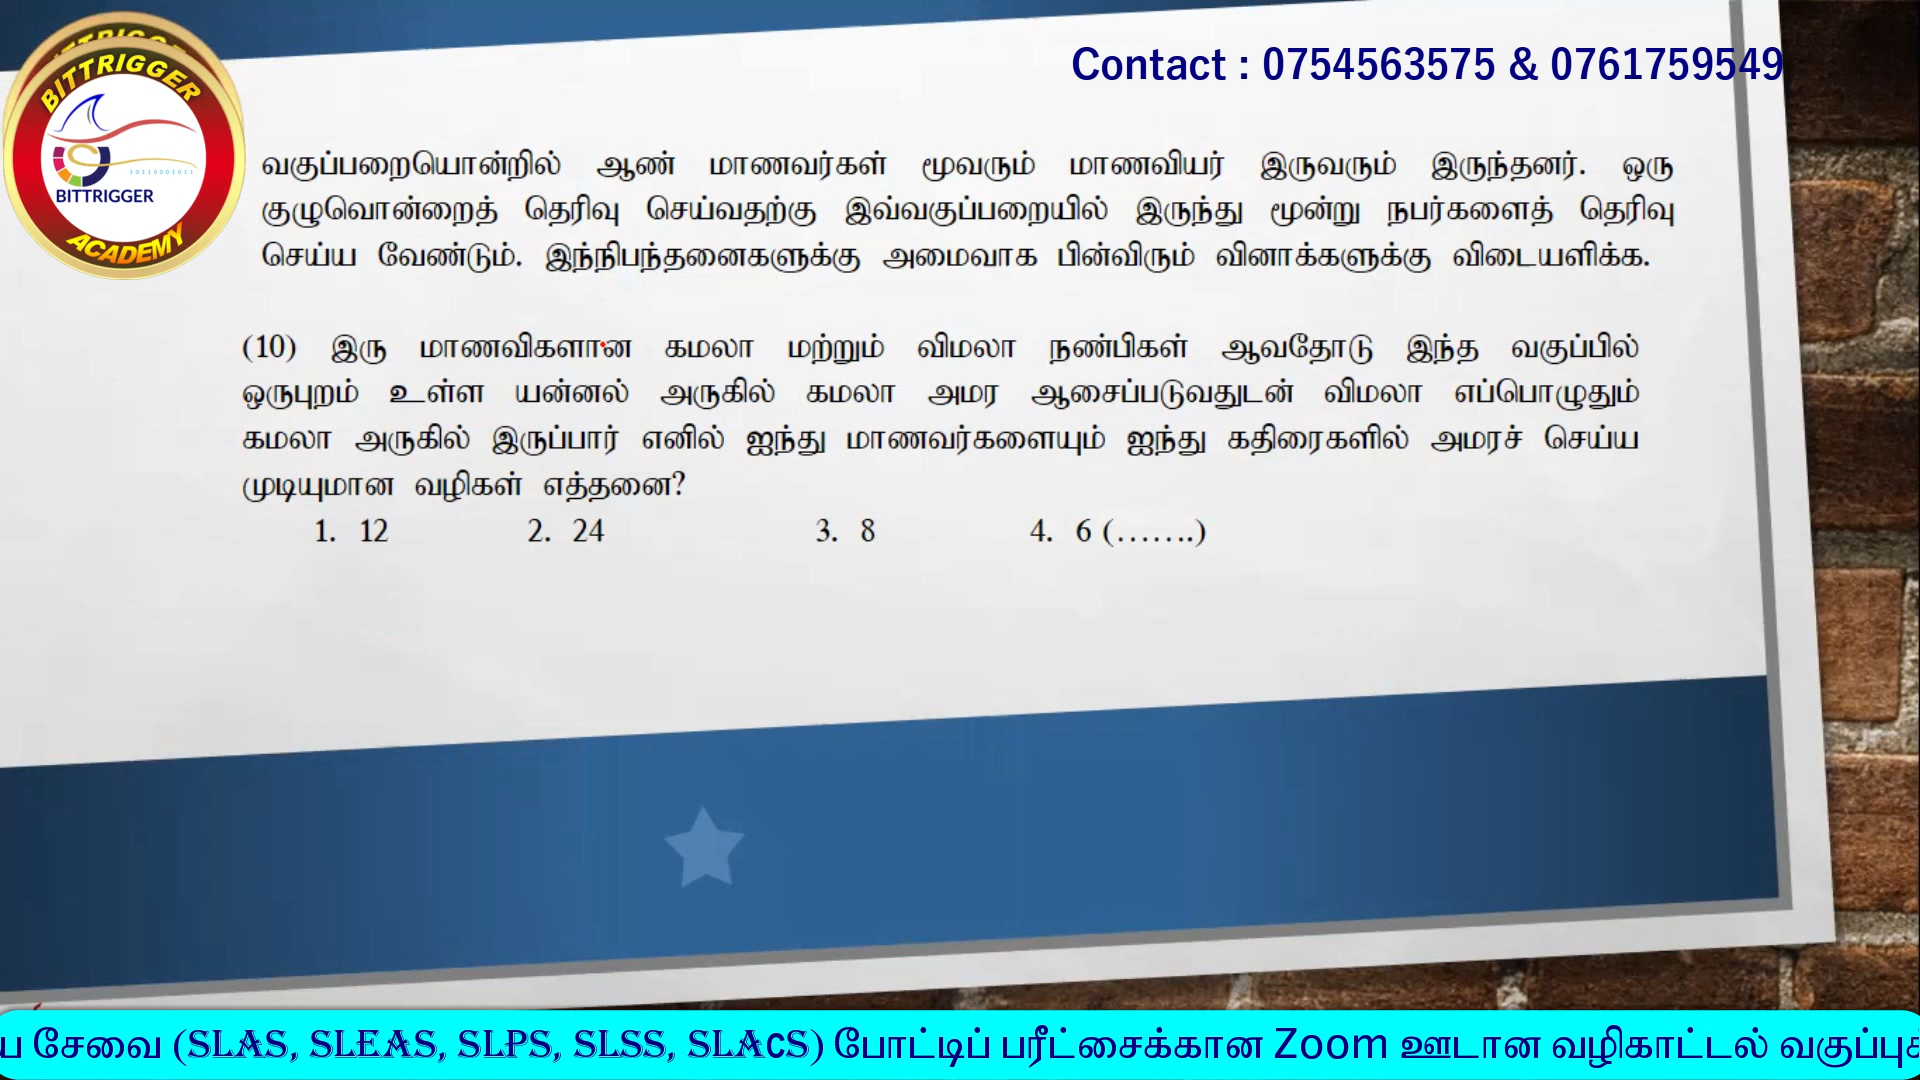 BITTRIGGER
BITTRIGGER
10110001011
BITTRIGGER
ACADEMY
Contact : 0754563575 & 0761759549
வகுப்பறையொன்றில் ஆண் மாணவர்கள் மூவரும் மாணவியர் இருவரும் இருந்தனர். ஒரு
குழுவொன்றைத் தெரிவு செய்வதற்கு இவ்வகுப்பறையில் இருந்து மூன்று நபர்களைத் தெரிவு
செய்ய வேண்டும். இந்நிபந்தனைகளுக்கு அமைவாக பின்விரும் வினாக்களுக்கு விடையளிக்க.
(10) இரு மாணவிகளான கமலா மற்றும் விமலா நண்பிகள் ஆவதோடு இந்த வகுப்பில்
ஒருபுறம் உள்ள யன்னல் அருகில் கமலா அமர ஆசைப்படுவதுடன் விமலா எப்பொழுதும்
கமலா அருகில் இருப்பார் எனில் ஐந்து மாணவர்களையும் ஐந்து கதிரைகளில் அமரச் செய்ய
முடியுமான வழிகள் எத்தனை?
1. 12 2. 24 3. 8 4. 6 (.......)
ய சேவை (SLAS, SLEAS, SLPS, SLSS, SLAcS) போட்டிப் பரீட்சைக்கான Zoom ஊடான வழிகாட்டல் வகுப்புக